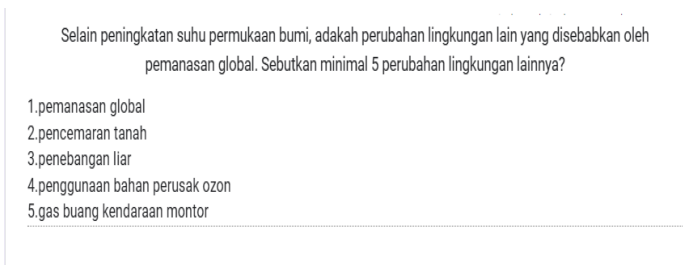 Selain peningkatan suhu permukaan bumi, adakah perubahan lingkungan lain yang disebabkan oleh
pemanasan global. Sebutkan minimal 5 perubahan lingkungan lainnya?
1.pemanasan global
2.pencemaran tanah
3.penebangan liar
4.penggunaan bahan perusak ozon
5.gas buang kendaraan montor